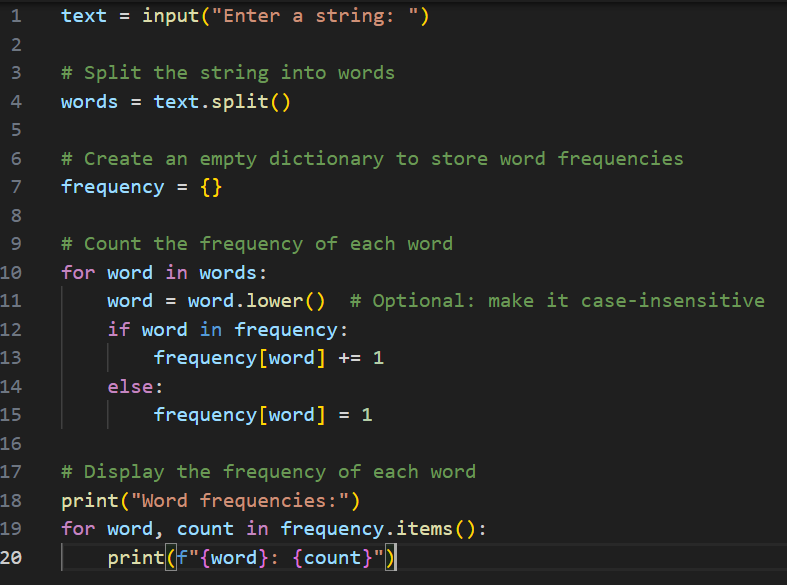 1 text = input("Enter a string: ")
2
3 # Split the string into words
4 words = text.split()
5
6 # Create an empty dictionary to store word frequencies
7 frequency = {}
8
9 # Count the frequency of each word
10 for word in words:
11     word = word.lower()  # Optional: make it case-insensitive
12     if word in frequency:
13         frequency[word] += 1
14     else:
15         frequency[word] = 1
16
17 # Display the frequency of each word
18 print("Word frequencies:")
19 for word, count in frequency.items():
20     print(f"{word}: {count}")